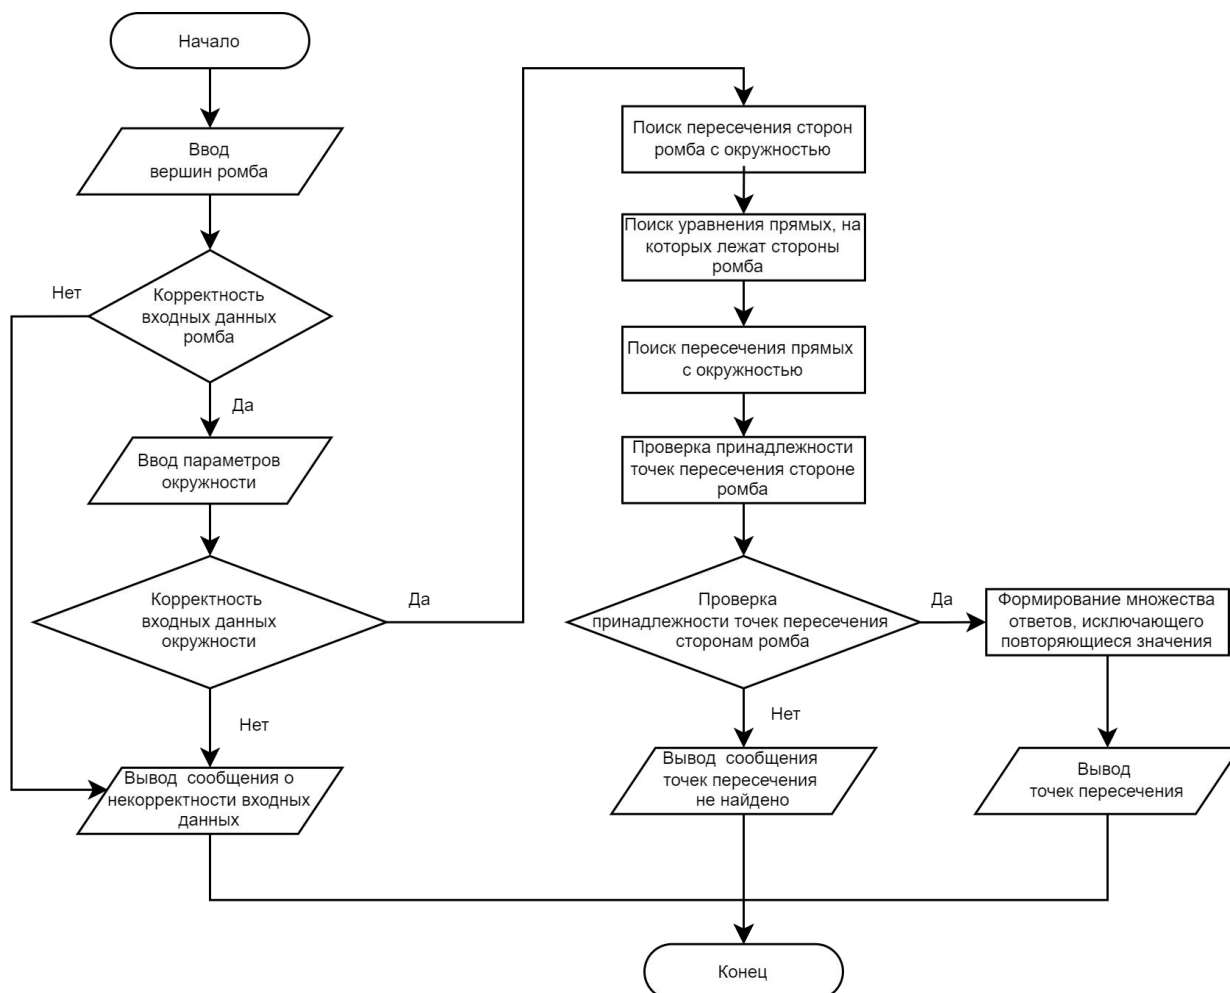 Начало
Ввод
вершин ромба
Нет
Корректность
входных данных
ромба
Да
Ввод параметров
окружности
Корректность
входных данных
окружности
Да
Нет
Вывод сообщения о
некорректности входных
данных
Поиск пересечения сторон
ромба с окружностью
Поиск уравнения прямых, на
которых лежат стороны
ромба
Поиск пересечения прямых
с окружностью
Проверка принадлежности
точек пересечения стороне
ромба
Проверка
принадлежности точек пересечения
сторонам ромба
Да
Формирование множества
ответов, исключающего
повторяющиеся значения
Нет
Вывод сообщения
точек пересечения
не найдено
Вывод
точек пересечения
Конец